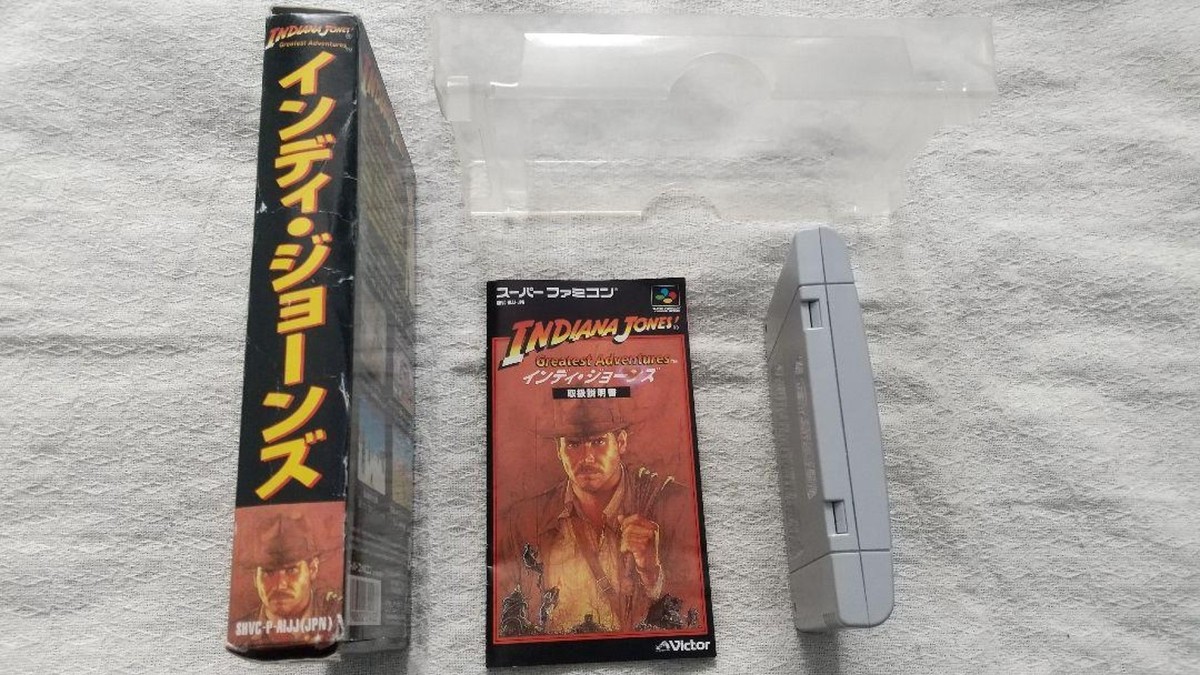 INDIANA JONES'
Greatest Adventures™
インディ・ジョーンズ
SHVC-P-AIJJ(JPN)
スーパーファミコン®
INDIANA JONES'
Greatest Adventures™
インディ・ジョーンズ
取扱説明書
Victor